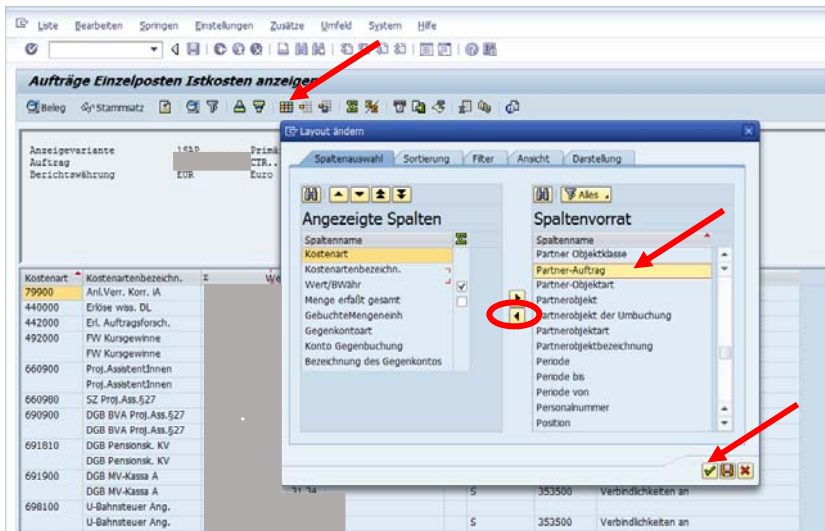 Liste Bearbeiten Springen Einstellungen Zusätze Umfeld System Hilfe
Aufträge Einzelposten Istkosten anzeigen
Beleg Stammsatz
Anzeigevariante 1SAP Primä
Auftrag CTR..
Berichtswährung EUR Euro
Layout ändern
Spaltenauswahl Sortierung Filter Ansicht Darstellung
Alles
Angezeigte Spalten
Spaltenname
Kostenart
Kostenartenbezeichn.
Wert/BWähr
Menge erfaßt gesamt
GebuchteMengeneinh
Gegenkontoart
Konto Gegenbuchung
Bezeichnung des Gegenkontos
Spaltenvorrat
Spaltenname
Partner Objektklasse
Partner-Auftrag
Partner-Objektart
Partnerobjekt
Partnerobjekt der Umbuchung
Partnerobjektart
Partnerobjektbezeichnung
Periode
Periode bis
Periode von
Personalnummer
Position
Kostenart Kostenartenbezeichn. Σ We
79900 Anl.Verr. Korr. iA
440000 Erlöse wiss. DL
442000 Erl. Auftragsforsch.
492000 FW Kursgewinne
FW Kursgewinne
660900 Proj.AssistentInnen
Proj.AssistentInnen
660980 SZ Proj.Ass.§27
690900 DGB BVA Proj.Ass.§27
DGB BVA Proj.Ass.§27
691810 DGB Pensionsk. KV
DGB Pensionsk. KV
691900 DGB MV-Kassa A
DGB MV-Kassa A 31,34 S 353500 Verbindlichkeiten an
698100 U-Bahnsteuer Ang.
U-Bahnsteuer Ang. S 353500 Verbindlichkeiten an